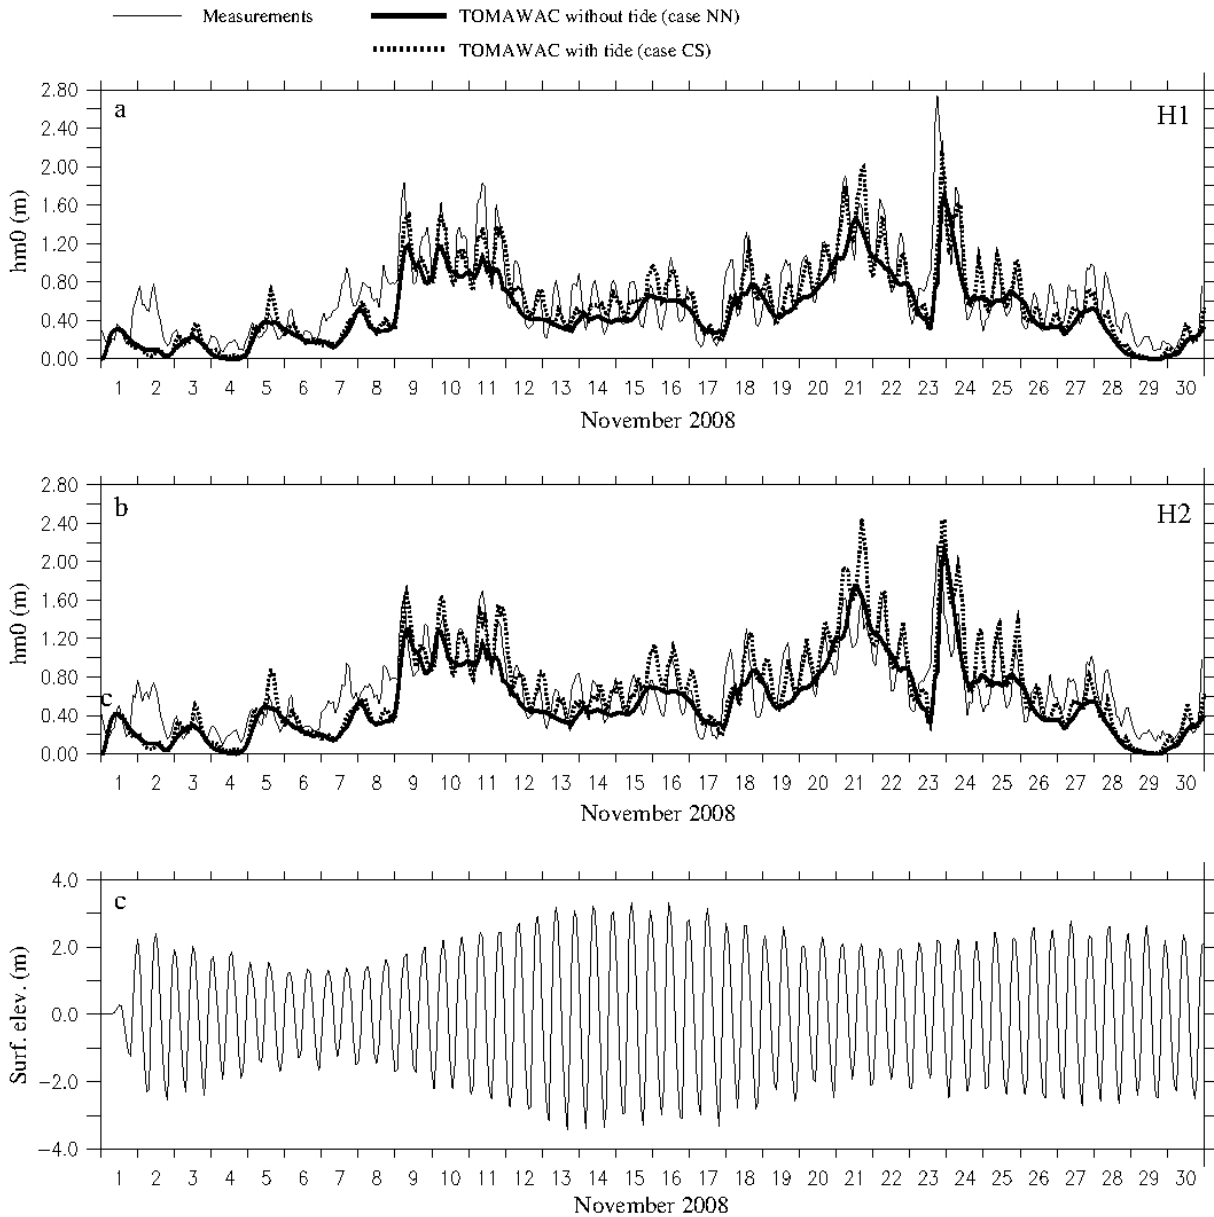 Measurements TOMAWAC without tide (case NN)
TOMAWAC with tide (case CS)
a
H1
2.80
2.40
2.00
1.60
1.20
0.80
0.40
0.00
hm0 (m)
1 2 3 4 5 6 7 8 9 10 11 12 13 14 15 16 17 18 19 20 21 22 23 24 25 26 27 28 29 30
November 2008
b
H2
2.80
2.40
2.00
1.60
1.20
0.80
c
0.40
0.00
hm0 (m)
1 2 3 4 5 6 7 8 9 10 11 12 13 14 15 16 17 18 19 20 21 22 23 24 25 26 27 28 29 30
November 2008
c
4.0
2.0
0.0
−2.0
−4.0
Surf. elev. (m)
1 2 3 4 5 6 7 8 9 10 11 12 13 14 15 16 17 18 19 20 21 22 23 24 25 26 27 28 29 30
November 2008